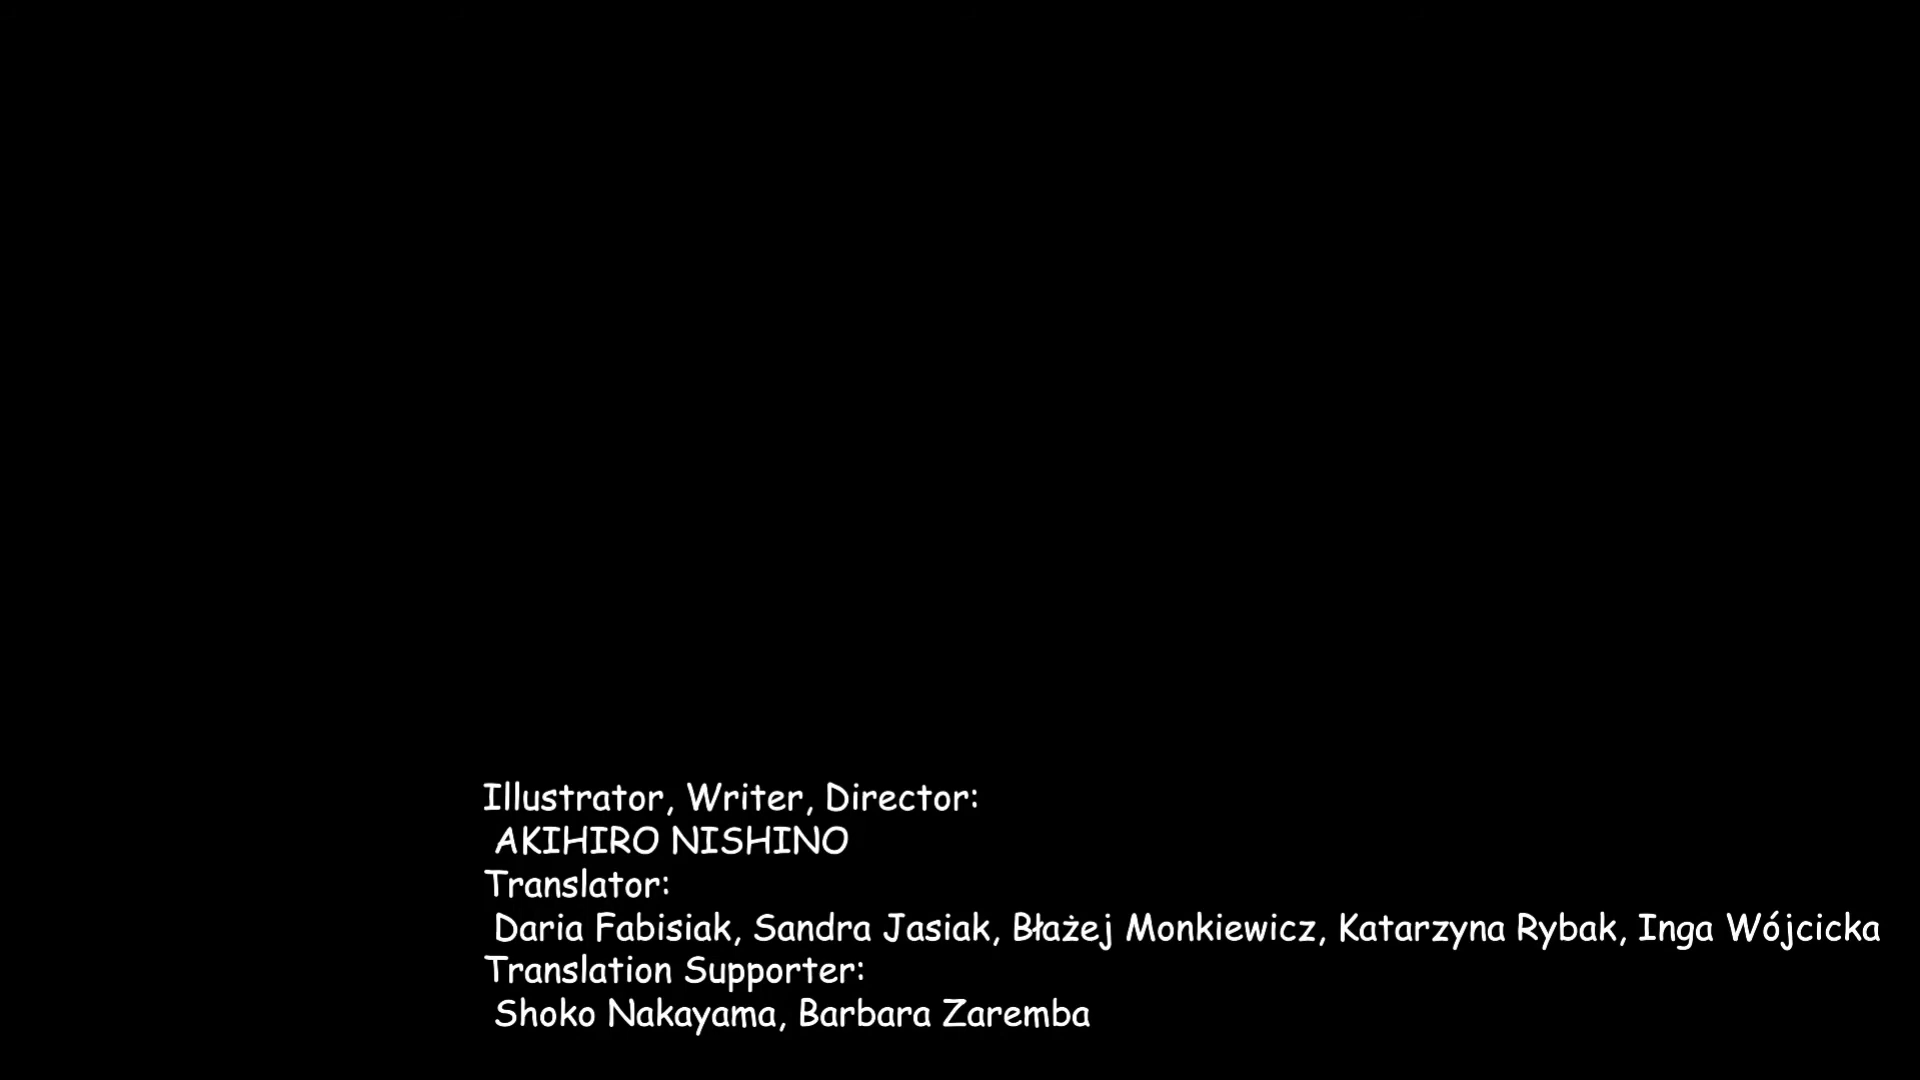 Illustrator, Writer, Director:
AKIHIRO NISHINO
Translator:
Daria Fabisiak, Sandra Jasiak, Błażej Monkiewicz, Katarzyna Rybak, Inga Wójcicka
Translation Supporter:
Shoko Nakayama, Barbara Zaremba